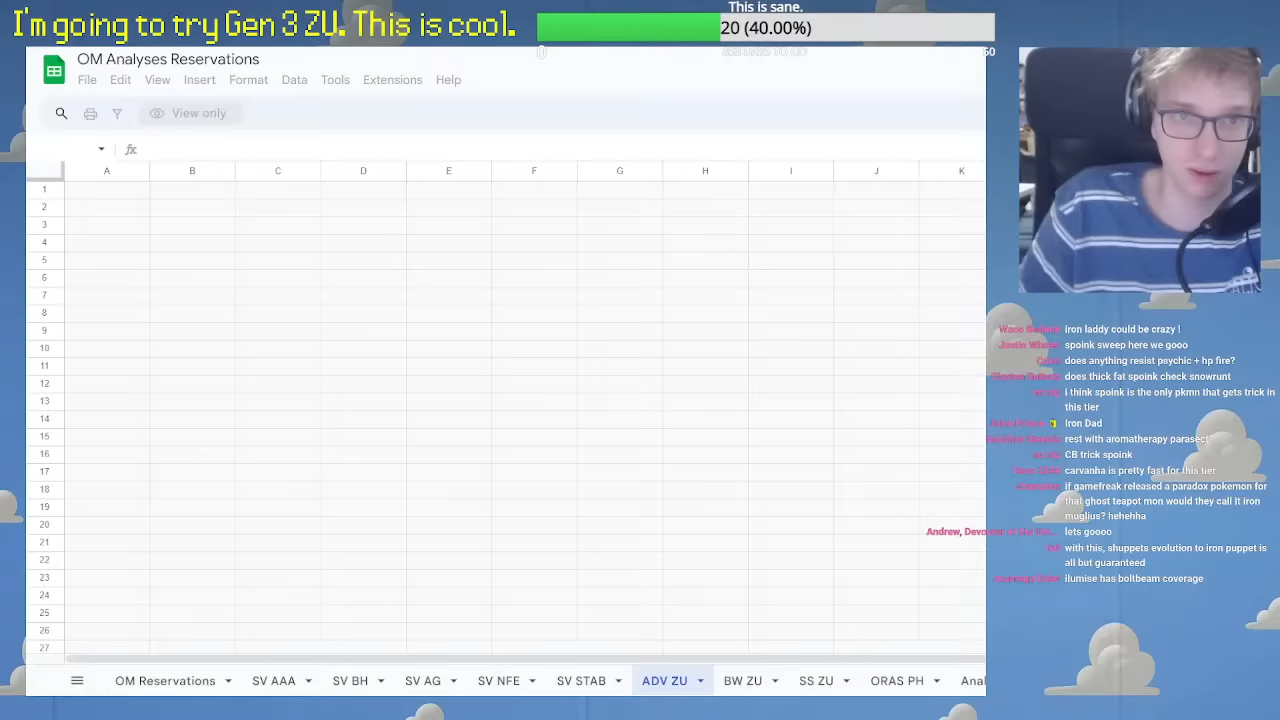 I'm going to try Gen 3 ZU. This is cool.
This is sane.
20 (40.00%)
0
OM Analyses Reservations
File Edit View Insert Format Data Tools Extensions Help
View only
fx
A B C D E F G H I J K
1
2
3
4
5
6
7
8
9
10
11
12
13
14
15
16
17
18
19
20
21
22
23
24
25
26
27
OM Reservations SV AAA SV BH SV AG SV NFE SV STAB ADV ZU BW ZU SS ZU ORAS PH
iron laddy could be crazy !
spoink sweep here we gooo
does anything resist psychic + hp fire?
does thick fat spoink check snowrunt
i think spoink is the only pkmn that gets trick in
this tier
Iron Dad
rest with aromatherapy parasect
CB trick spoink
carvanha is pretty fast for this tier
if gamefreak released a paradox pokemon for
that ghost teapot mon would they call it iron
muglius? hehehha
Andrew, lets goooo
with this, shuppets evolution to iron puppet is
all but guaranteed
ilumise has boltbeam coverage